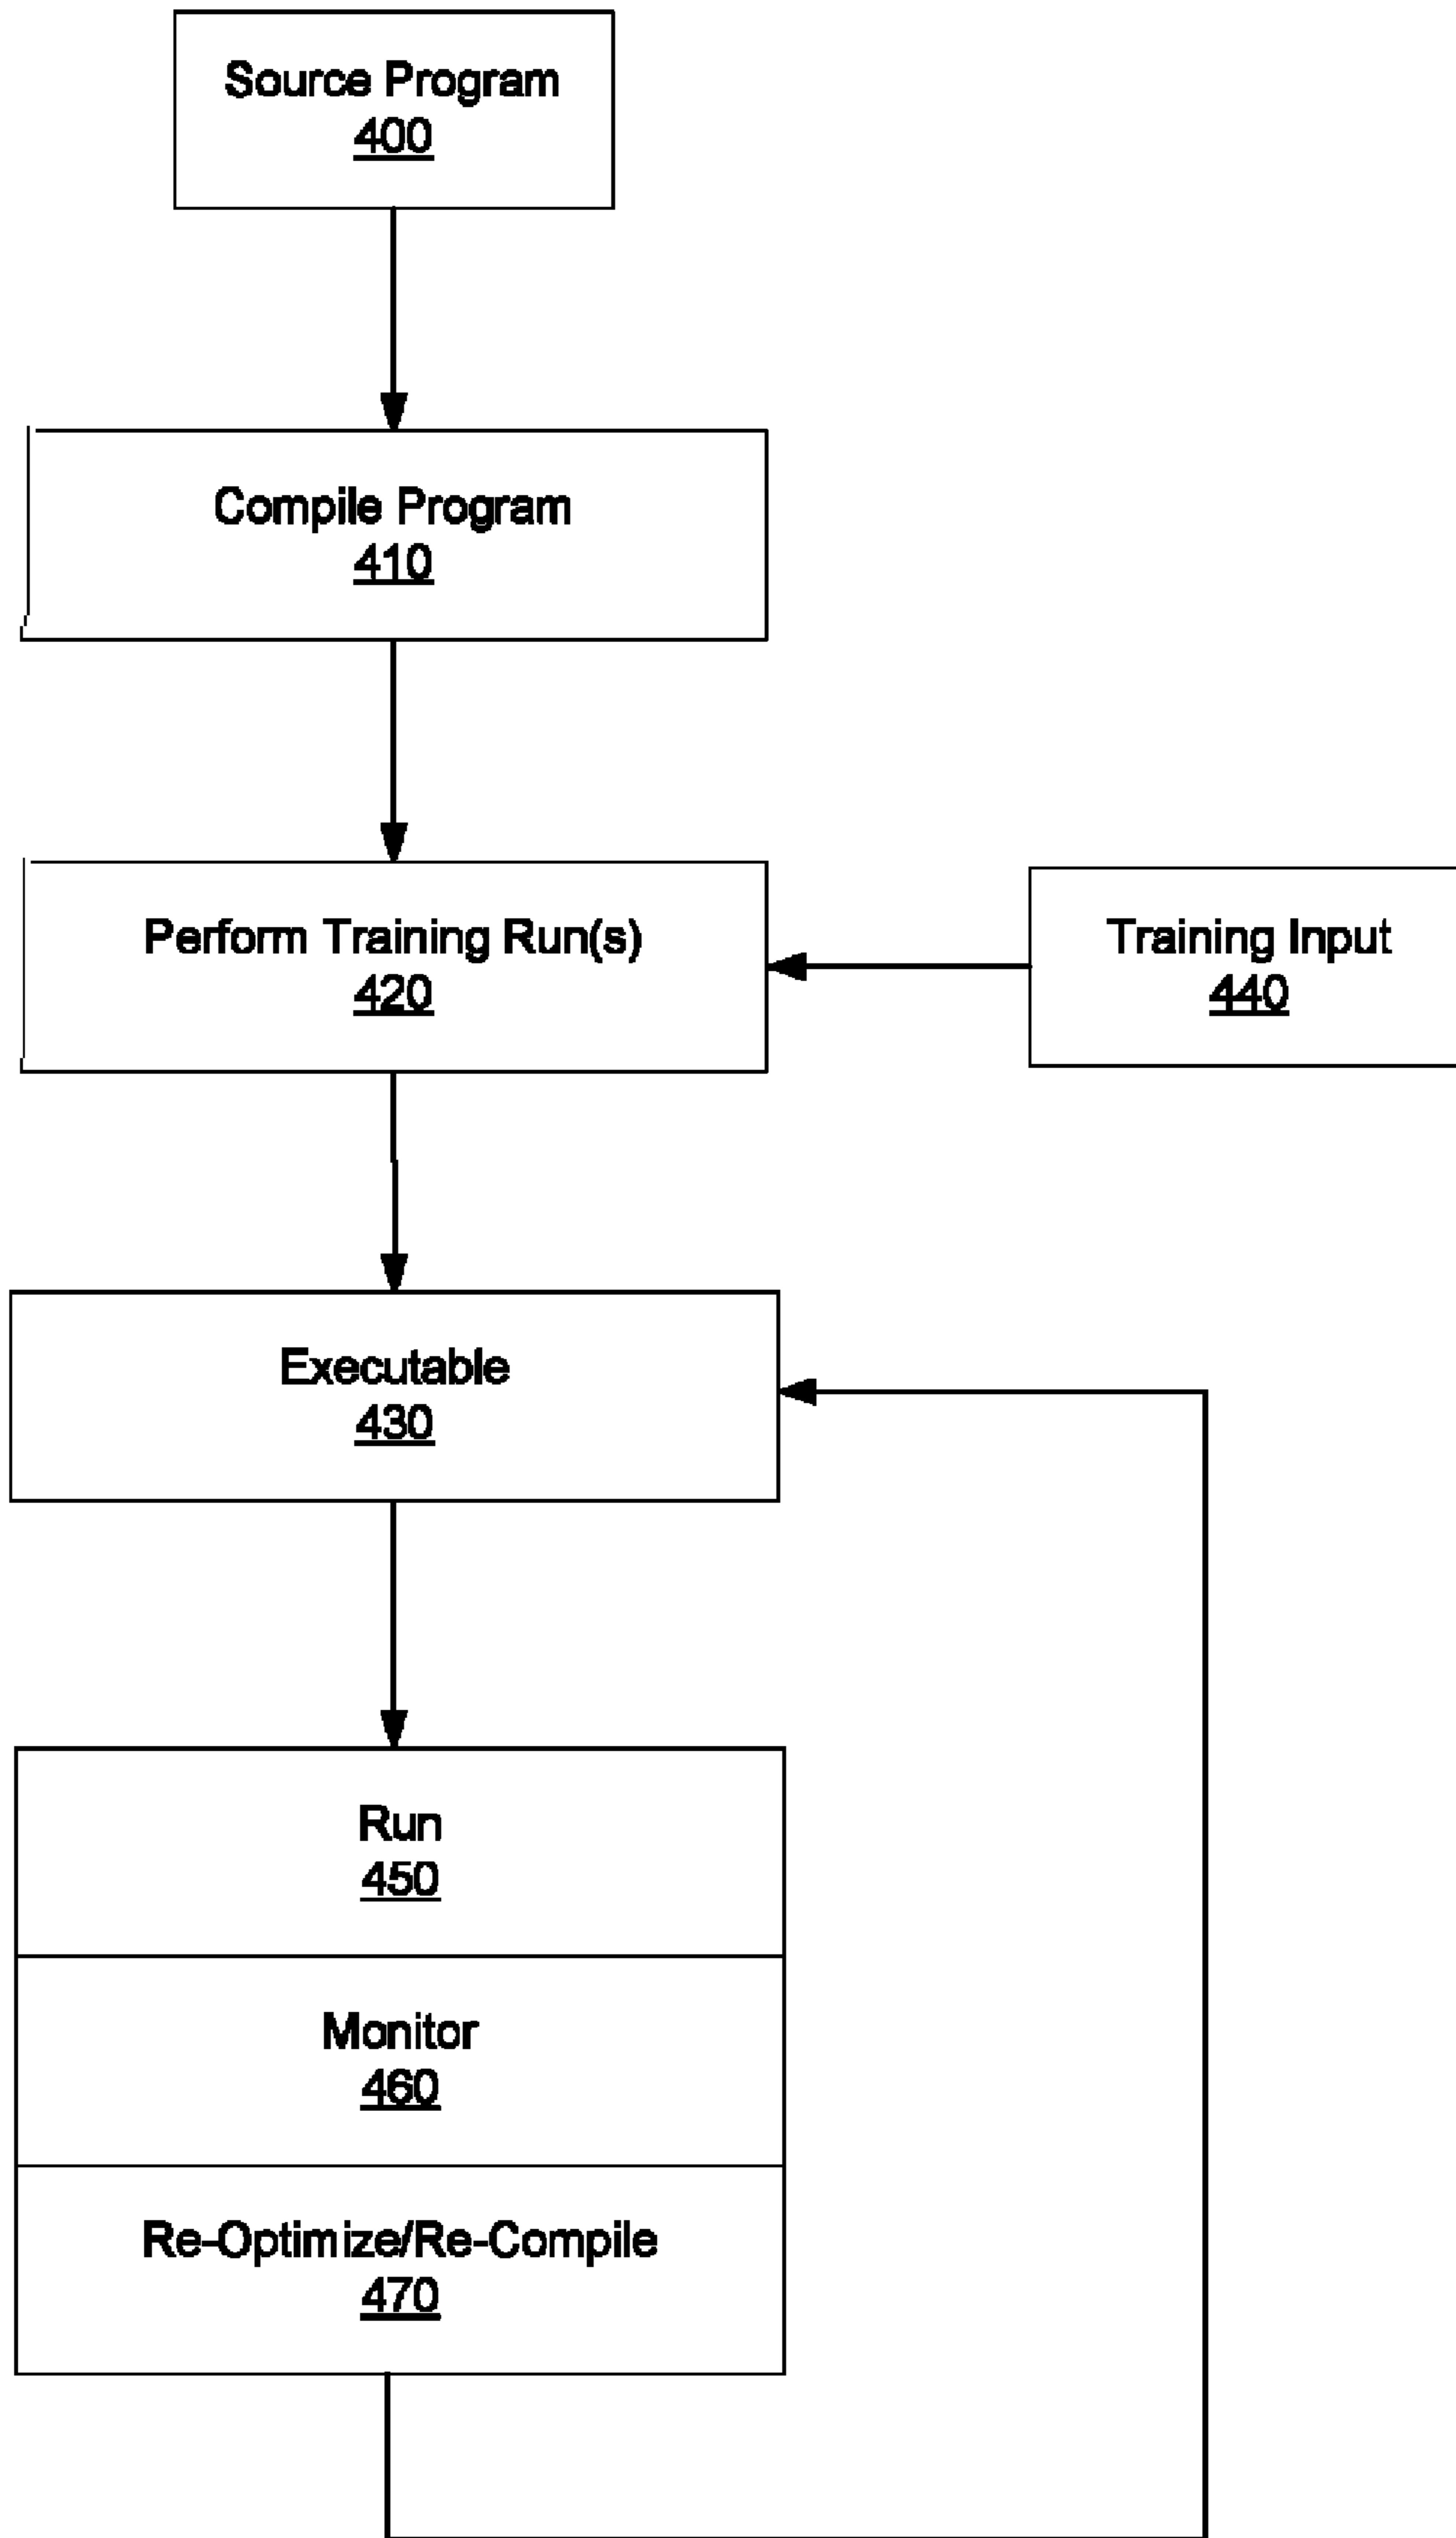 Source Program
400
Compile Program
410
Perform Training Run(s)
420
Training Input
440
Executable
430
Run
450
Monitor
460
Re-Optimize/Re-Compile
470